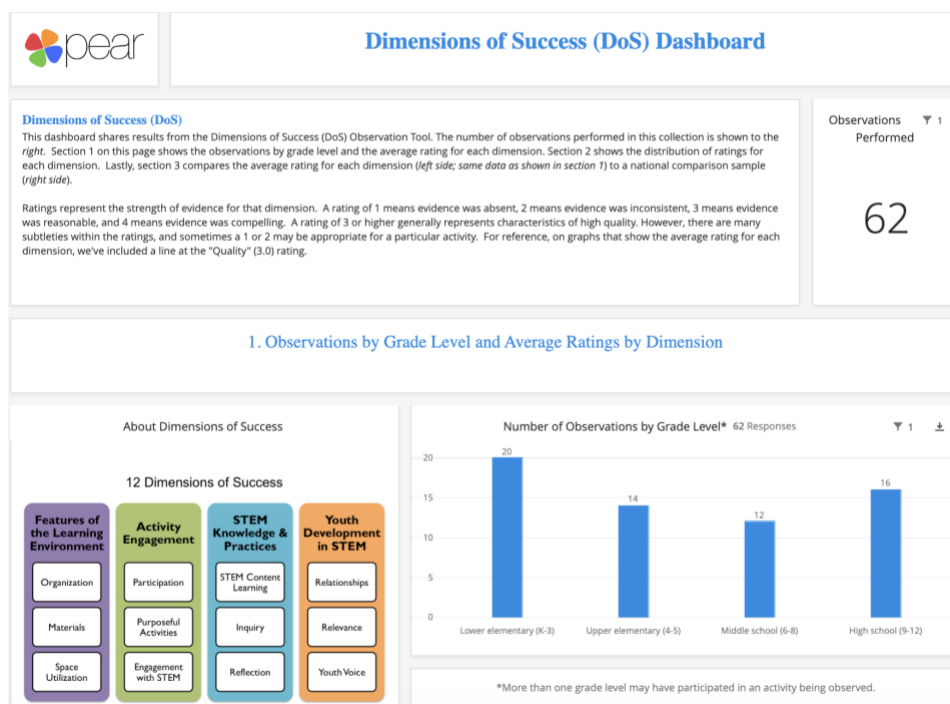 pear
Dimensions of Success (DoS) Dashboard
Dimensions of Success (DoS)
This dashboard shares results from the Dimensions of Success (DoS) Observation Tool. The number of observations performed in this collection is shown to the
right. Section 1 on this page shows the observations by grade level and the average rating for each dimension. Section 2 shows the distribution of ratings for
each dimension. Lastly, section 3 compares the average rating for each dimension (left side; same data as shown in section 1) to a national comparison sample
(right side).
Ratings represent the strength of evidence for that dimension. A rating of 1 means evidence was absent, 2 means evidence was inconsistent, 3 means evidence
was reasonable, and 4 means evidence was compelling. A rating of 3 or higher generally represents characteristics of high quality. However, there are many
subtleties within the ratings, and sometimes a 1 or 2 may be appropriate for a particular activity. For reference, on graphs that show the average rating for each
dimension, we've included a line at the "Quality" (3.0) rating.
Observations 1
Performed
62
1. Observations by Grade Level and Average Ratings by Dimension
About Dimensions of Success
12 Dimensions of Success
Features of
the Learning
Environment
Organization
Materials
Space
Utilization
Activity
Engagement
Participation
Purposeful
Activities
Engagement
with STEM
STEM
Knowledge &
Practices
STEM Content
Learning
Inquiry
Reflection
Youth
Development
in STEM
Relationships
Relevance
Youth Voice
Number of Observations by Grade Level* 62 Responses 1
20
15
10
5
0
20
14
12
16
Lower elementary (K-3) Upper elementary (4-5) Middle school (6-8) High school (9-12)
*More than one grade level may have participated in an activity being observed.